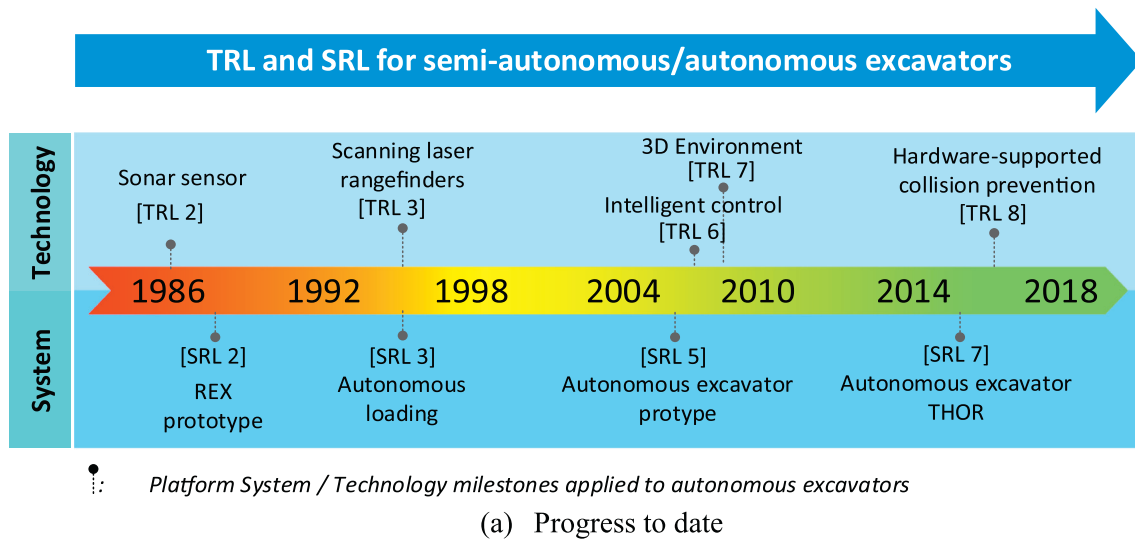 TRL and SRL for semi-autonomous/autonomous excavators
Technology
Sonar sensor
[TRL 2]
Scanning laser
rangefinders
[TRL 3]
3D Environment
[TRL 7]
Intelligent control
[TRL 6]
Hardware-supported
collision prevention
[TRL 8]
1986 1992 1998 2004 2010 2014 2018
System
[SRL 2]
REX
prototype
[SRL 3]
Autonomous
loading
[SRL 5]
Autonomous excavator
protype
[SRL 7]
Autonomous excavator
THOR
: Platform System / Technology milestones applied to autonomous excavators
(a) Progress to date